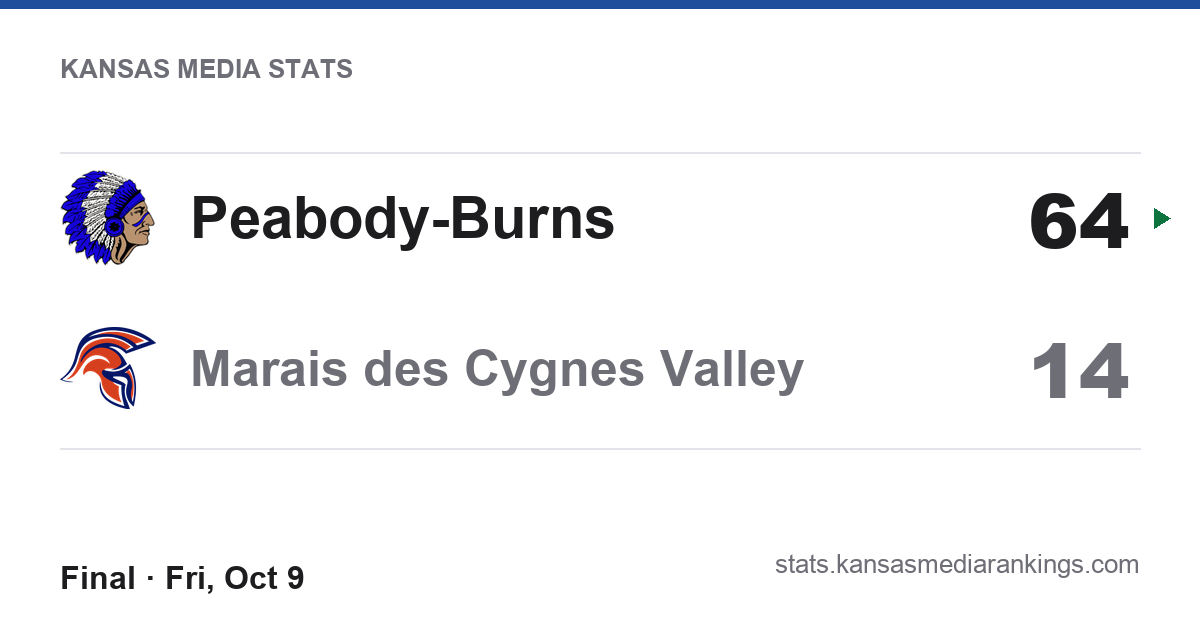 KANSAS MEDIA STATS
Peabody-Burns 64
Marais des Cygnes Valley 14
Final · Fri, Oct 9
stats.kansasmediarankings.com